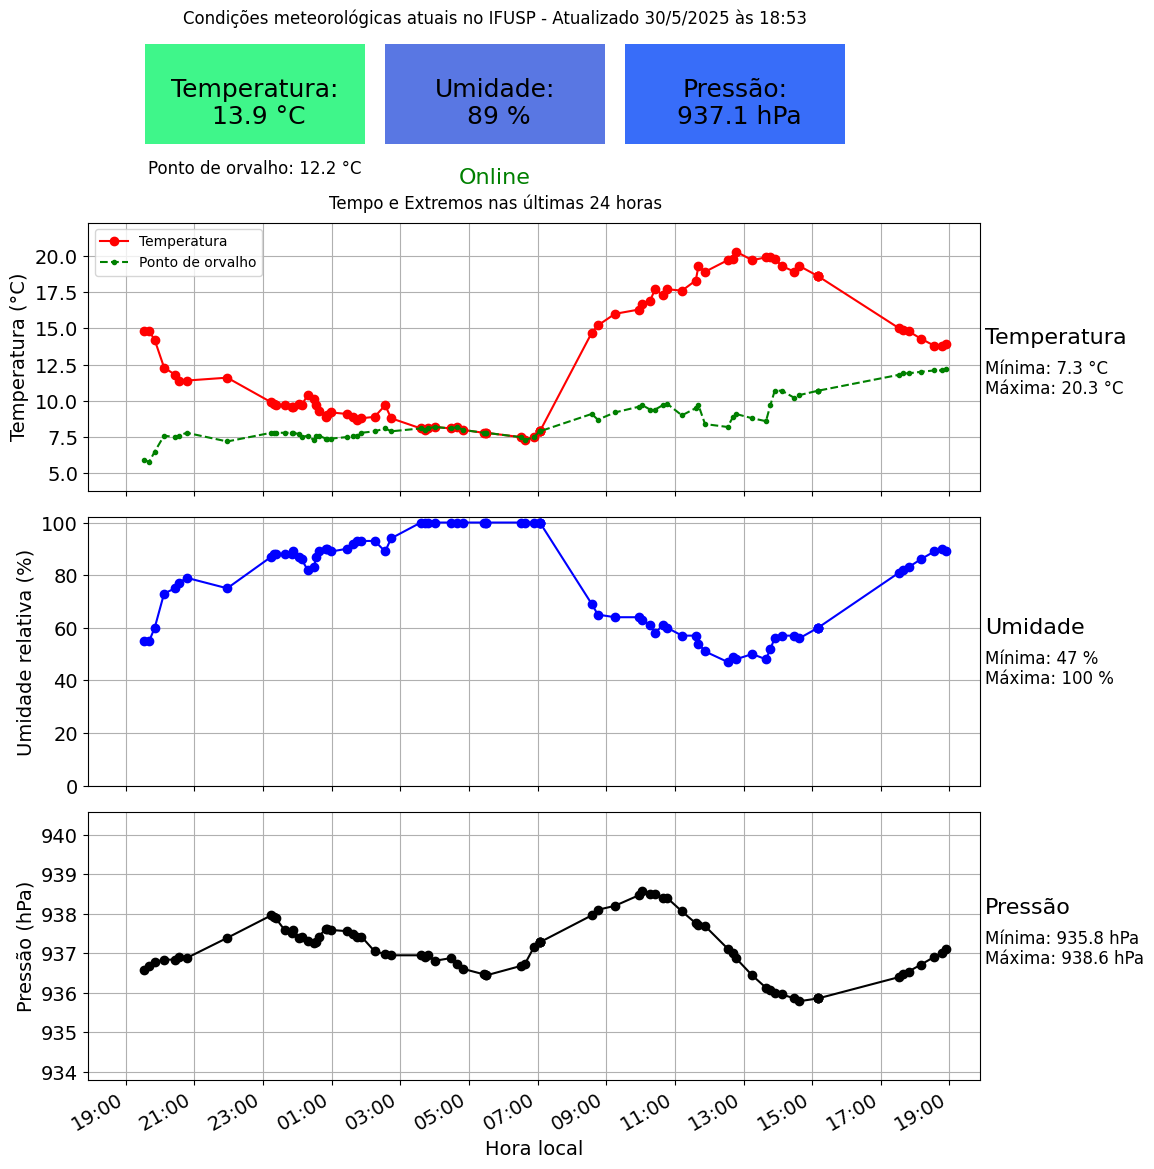 Condições meteorológicas atuais no IFUSP - Atualizado 30/5/2025 às 18:53
Temperatura:
13.9 °C
Umidade:
89 %
Pressão:
937.1 hPa
Ponto de orvalho: 12.2 °C
Online
Tempo e Extremos nas últimas 24 horas
Temperatura
Ponto de orvalho
Temperatura (°C)
20.0
17.5
15.0
12.5
10.0
7.5
5.0
Temperatura
Mínima: 7.3 °C
Máxima: 20.3 °C
Umidade relativa (%)
100
80
60
40
20
0
Umidade
Mínima: 47 %
Máxima: 100 %
Pressão (hPa)
940
939
938
937
936
935
934
Pressão
Mínima: 935.8 hPa
Máxima: 938.6 hPa
19:00 21:00 23:00 01:00 03:00 05:00 07:00 09:00 11:00 13:00 15:00 17:00 19:00
Hora local